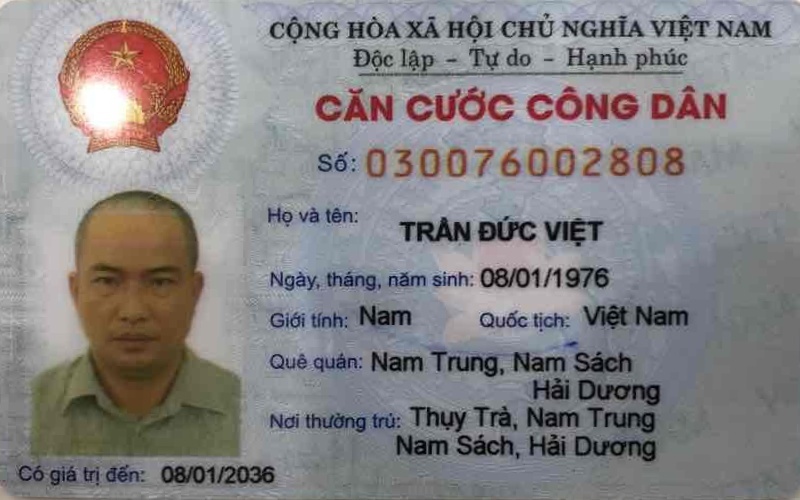 CỘNG HÒA XÃ HỘI CHỦ NGHĨA VIỆT NAM
Độc lập - Tự do - Hạnh phúc
CĂN CƯỚC CÔNG DÂN
Số: 030076002808
Họ và tên: TRẦN ĐỨC VIỆT
Ngày, tháng, năm sinh: 08/01/1976
Giới tính: Nam Quốc tịch: Việt Nam
Quê quán: Nam Trung, Nam Sách
Hải Dương
Nơi thường trú: Thụy Trà, Nam Trung
Nam Sách, Hải Dương
Có giá trị đến: 08/01/2036